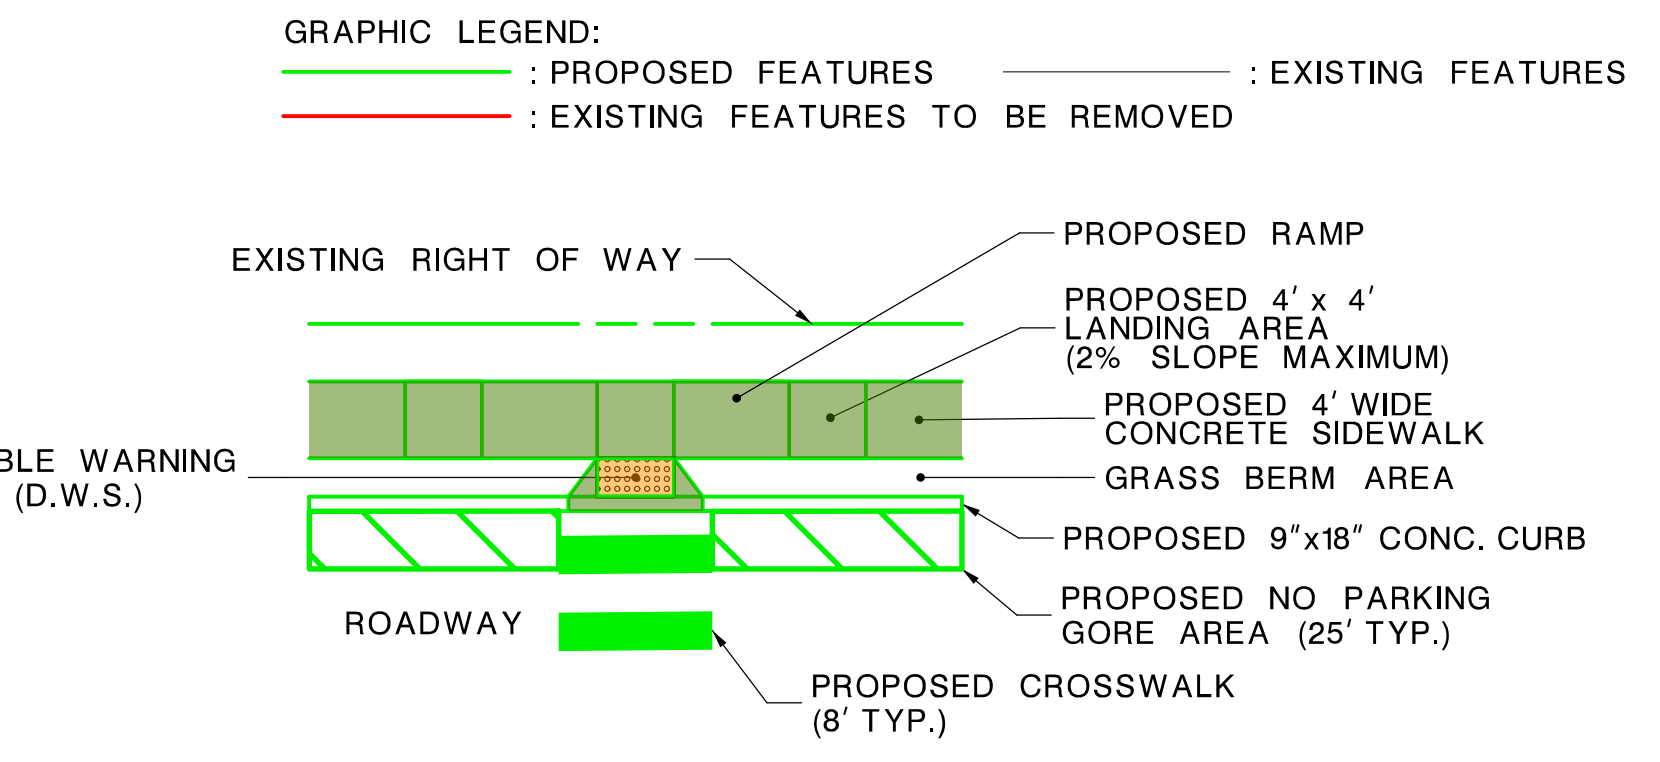 GRAPHIC LEGEND:
: PROPOSED FEATURES
: EXISTING FEATURES
: EXISTING FEATURES TO BE REMOVED
PROPOSED RAMP
EXISTING RIGHT OF WAY
PROPOSED 4' x 4'
LANDING AREA
(2% SLOPE MAXIMUM)
PROPOSED 4' WIDE
CONCRETE SIDEWALK
WARNING
(D.W.S.)
GRASS BERM AREA
PROPOSED 9"x18" CONC. CURB
PROPOSED NO PARKING
GORE AREA (25' TYP.)
ROADWAY
PROPOSED CROSSWALK
(8' TYP.)